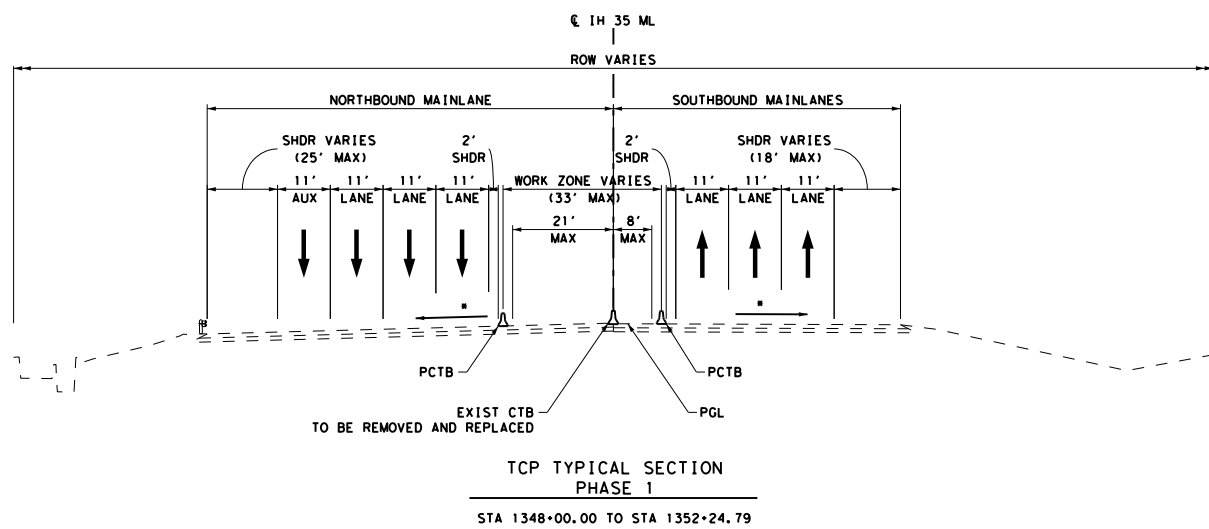 ℄ IH 35 ML
ROW VARIES
NORTHBOUND MAINLANE
SOUTHBOUND MAINLANES
SHDR VARIES
(25' MAX)
2'
SHDR
2'
SHDR
SHDR VARIES
(18' MAX)
11'
AUX
11'
LANE
11'
LANE
11'
LANE
WORK ZONE VARIES
(33' MAX)
11'
LANE
11'
LANE
11'
LANE
21'
MAX
8'
MAX
*
*
PCTB
PCTB
EXIST CTB
TO BE REMOVED AND REPLACED
PGL
TCP TYPICAL SECTION
PHASE 1
STA 1348+00.00 TO STA 1352+24.79